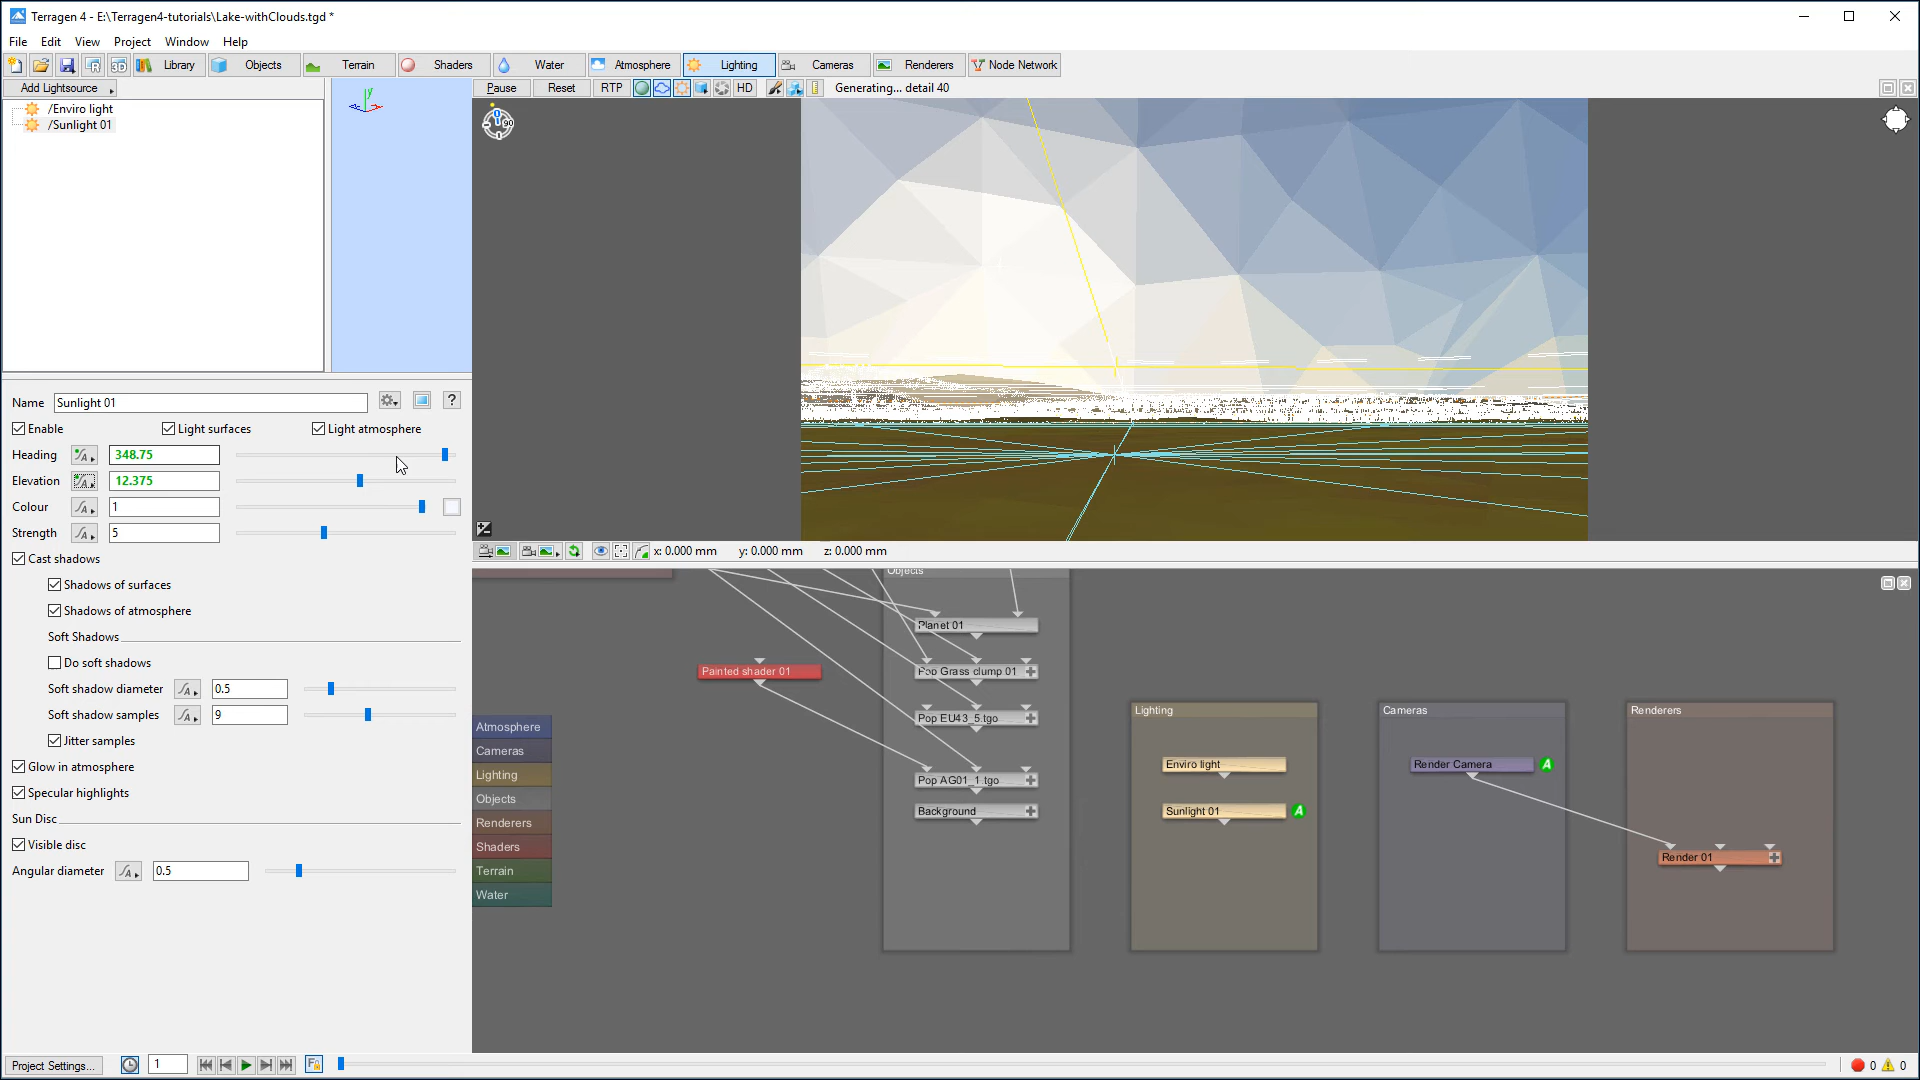 Terragen 4 - E:\Terragen4-tutorials\Lake-withClouds.tgd *
File Edit View Project Window Help
Library Objects Terrain Shaders Water Atmosphere Lighting Cameras Renderers Node Network
Add Lightsource
Pause Reset RTP HD Generating... detail 40
/Enviro light
/Sunlight 01
y
90
Name Sunlight 01 ?
Enable Light surfaces Light atmosphere
Heading 348.75
Elevation 12.375
Colour 1
Strength 5
Cast shadows
Shadows of surfaces
Shadows of atmosphere
Soft Shadows
Do soft shadows
Soft shadow diameter 0.5
Soft shadow samples 9
Jitter samples
Glow in atmosphere
Specular highlights
Sun Disc
Visible disc
Angular diameter 0.5
x: 0.000 mm y: 0.000 mm z: 0.000 mm
Objects
Planet 01
Painted shader 01
Pop Grass clump 01
Pop EU43_5.tgo
Pop AG01_1.tgo
Background
Atmosphere
Cameras
Lighting
Objects
Renderers
Shaders
Terrain
Water
Lighting
Enviro light
Sunlight 01 A
Cameras
Render Camera A
Renderers
Render 01
Project Settings... 1 0 0